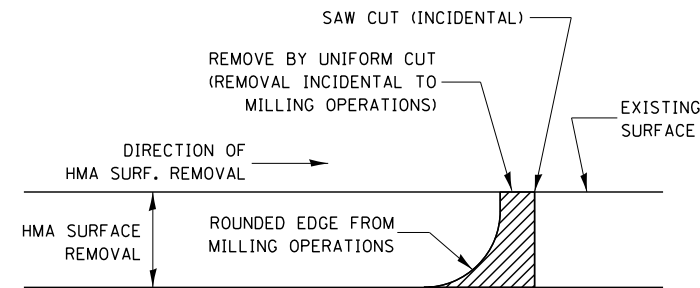 SAW CUT (INCIDENTAL)
REMOVE BY UNIFORM CUT
(REMOVAL INCIDENTAL TO
MILLING OPERATIONS)
EXISTING
SURFACE
DIRECTION OF
HMA SURF. REMOVAL
HMA SURFACE
REMOVAL
ROUNDED EDGE FROM
MILLING OPERATIONS